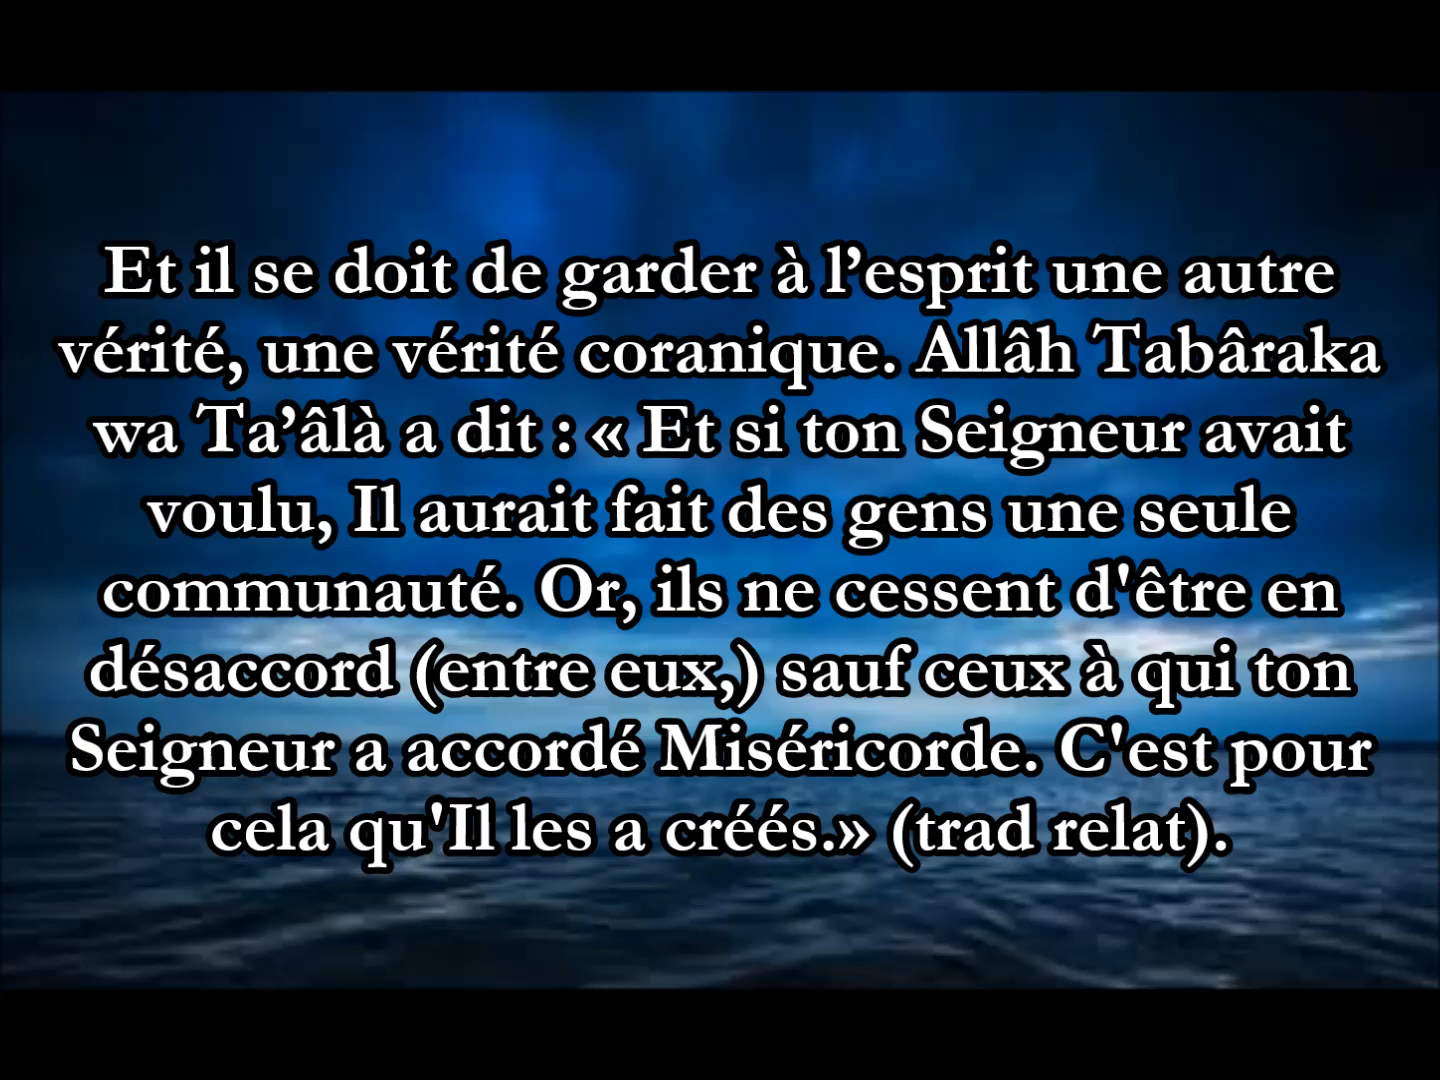 Et il se doit de garder à l’esprit une autre
vérité, une vérité coranique. Allâh Tabâraka
wa Ta’âlà a dit : « Et si ton Seigneur avait
voulu, Il aurait fait des gens une seule
communauté. Or, ils ne cessent d'être en
désaccord (entre eux,) sauf ceux à qui ton
Seigneur a accordé Miséricorde. C'est pour
cela qu'Il les a créés.» (trad relat).